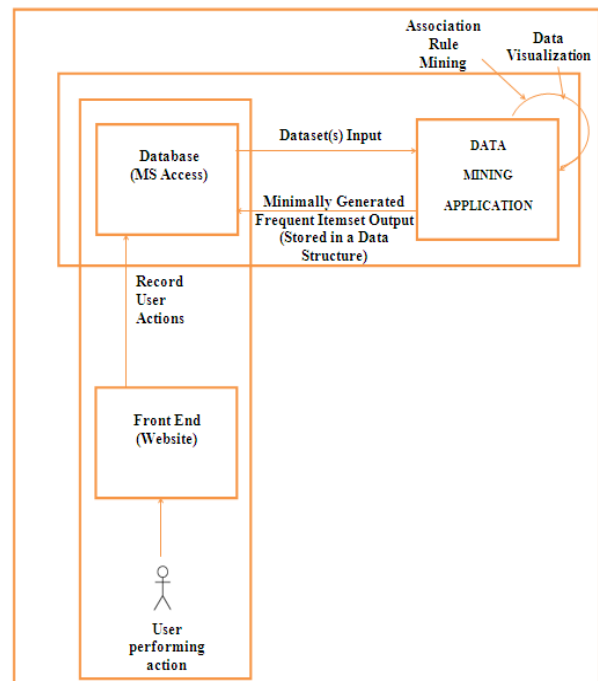 Association
Rule
Mining
Data
Visualization
Database
(MS Access)
Dataset(s) Input
DATA
MINING
APPLICATION
Minimally Generated
Frequent Itemset Output
(Stored in a Data
Structure)
Record
User
Actions
Front End
(Website)
User
performing
action